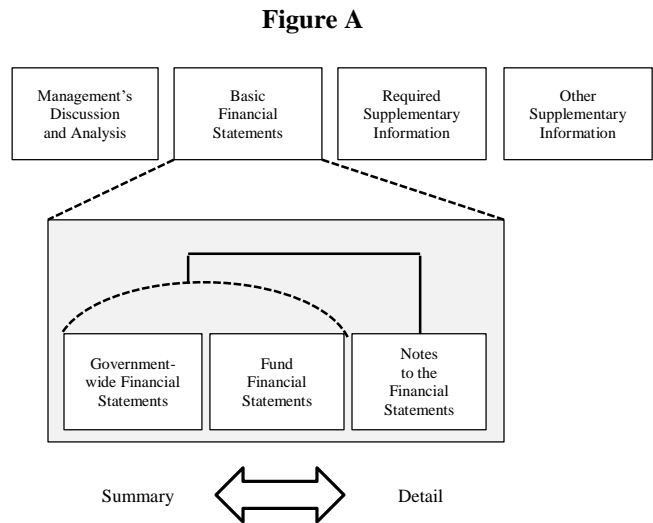 Figure A
Management's
Discussion
and Analysis
Basic
Financial
Statements
Required
Supplementary
Information
Other
Supplementary
Information
Government-
wide Financial
Statements
Fund
Financial
Statements
Notes
to the
Financial
Statements
Summary
Detail